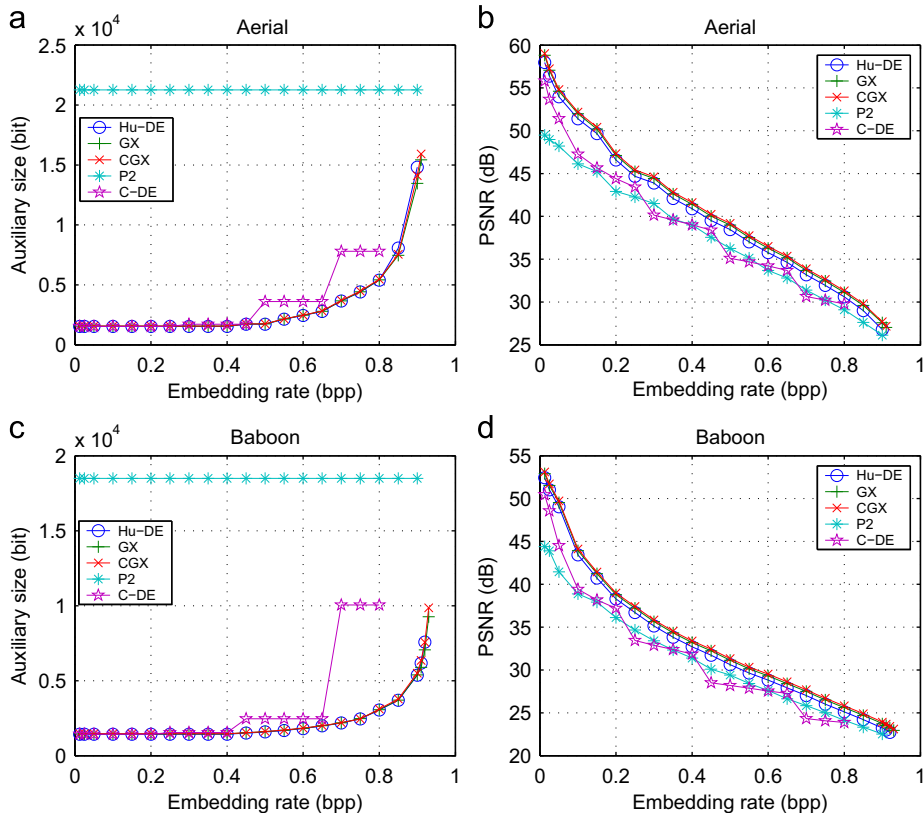 a
Aerial
x 10^4
2.5
2
1.5
1
0.5
0
Auxiliary size (bit)
Hu-DE
GX
CGX
P2
C-DE
0 0.2 0.4 0.6 0.8 1
Embedding rate (bpp)
b
Aerial
60
55
50
45
40
35
30
25
PSNR (dB)
Hu-DE
GX
CGX
P2
C-DE
0 0.2 0.4 0.6 0.8 1
Embedding rate (bpp)
c
Baboon
x 10^4
2
1.5
1
0.5
0
Auxiliary size (bit)
Hu-DE
GX
CGX
P2
C-DE
0 0.2 0.4 0.6 0.8 1
Embedding rate (bpp)
d
Baboon
55
50
45
40
35
30
25
20
PSNR (dB)
Hu-DE
GX
CGX
P2
C-DE
0 0.2 0.4 0.6 0.8 1
Embedding rate (bpp)